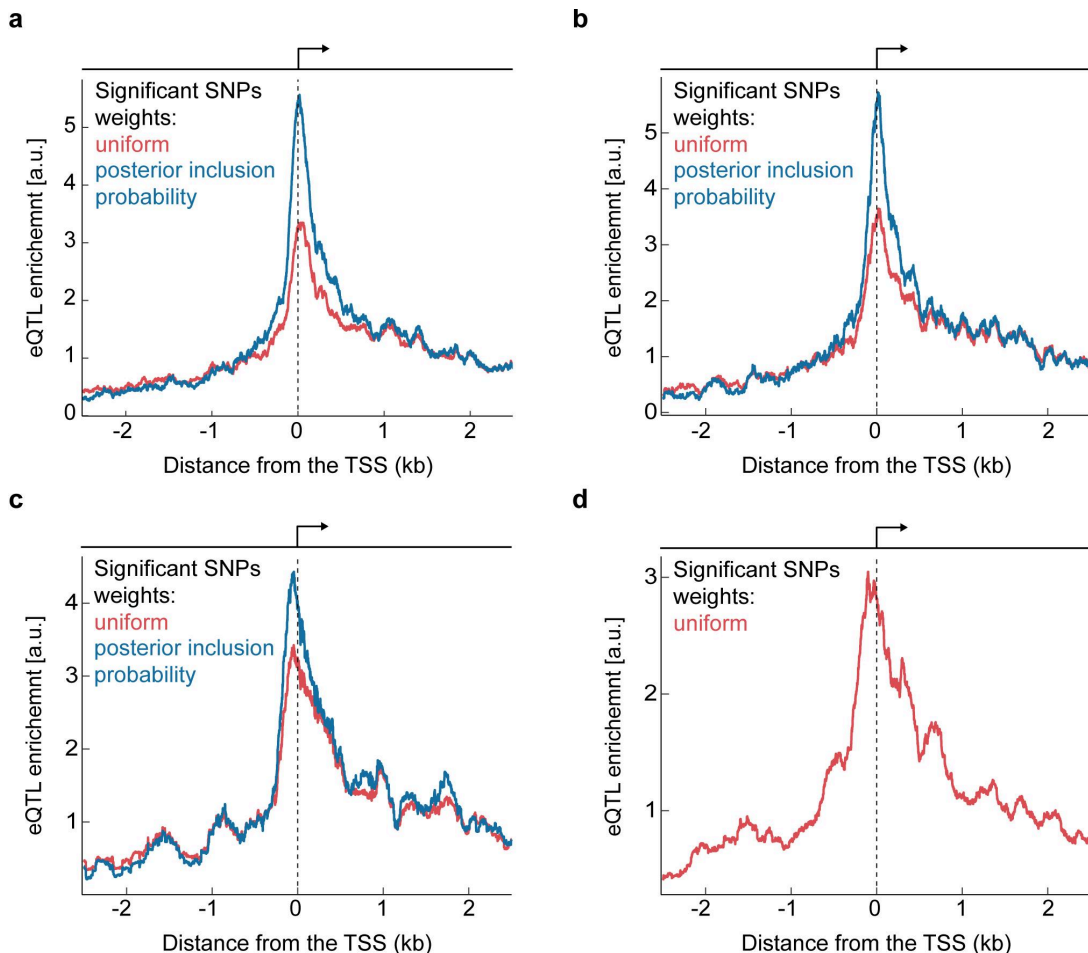 a
Significant SNPs
weights:
uniform
posterior inclusion
probability
eQTL enrichemnt [a.u.]
5
4
3
2
1
0
-2 -1 0 1 2
Distance from the TSS (kb)
b
Significant SNPs
weights:
uniform
posterior inclusion
probability
eQTL enrichemnt [a.u.]
5
4
3
2
1
0
-2 -1 0 1 2
Distance from the TSS (kb)
c
Significant SNPs
weights:
uniform
posterior inclusion
probability
eQTL enrichemnt [a.u.]
4
3
2
1
-2 -1 0 1 2
Distance from the TSS (kb)
d
Significant SNPs
weights:
uniform
eQTL enrichemnt [a.u.]
3
2
1
-2 -1 0 1 2
Distance from the TSS (kb)